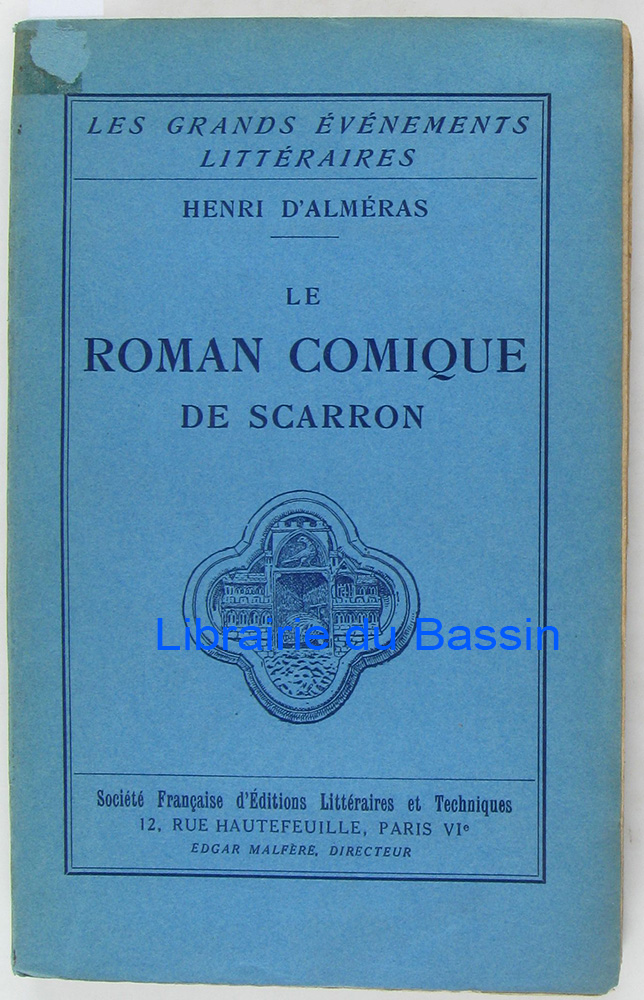 LES GRANDS ÉVÉNEMENTS
LITTÉRAIRES
HENRI D'ALMÉRAS
LE
ROMAN COMIQUE
DE SCARRON
Librairie du Bassin
Société Française d'Éditions Littéraires et Techniques
12, RUE HAUTEFEUILLE, PARIS VIe
EDGAR MALFÈRE, DIRECTEUR